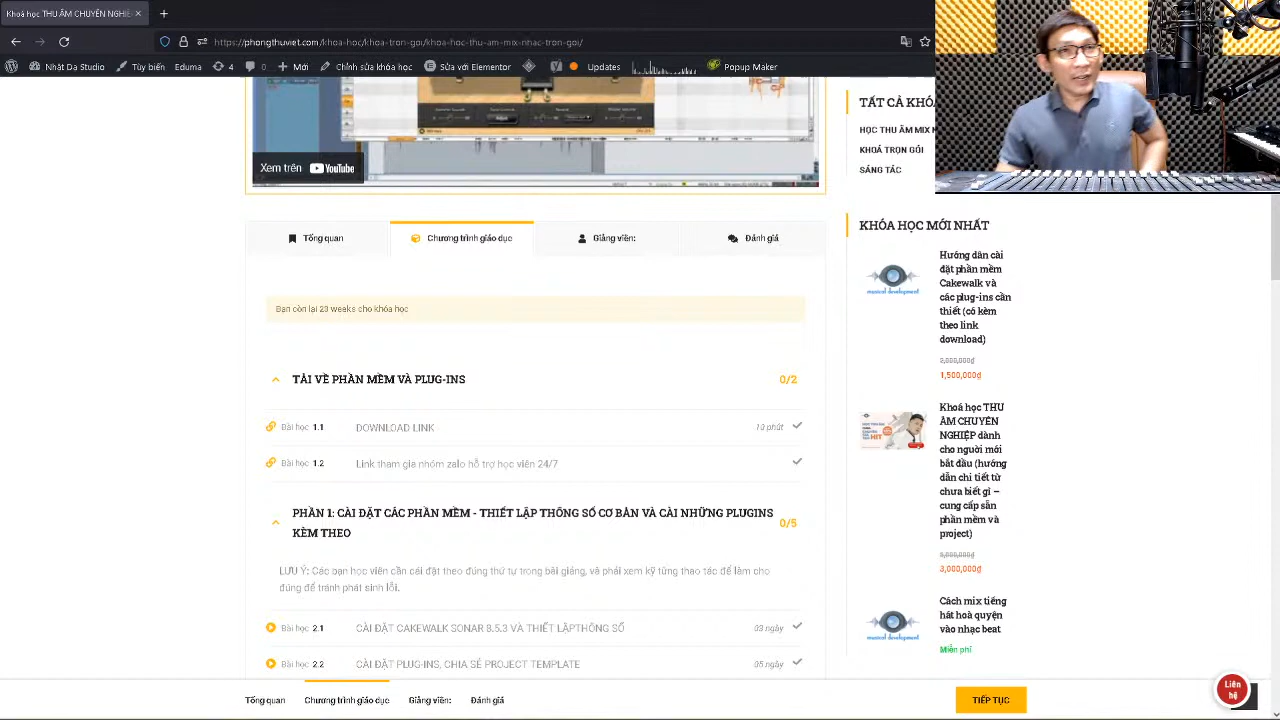 Khoá học THU ÂM CHUYÊN NGHIỆP
http://phongthuviet.com/khoa-hoc-tron-goi/khoa-hoc-thu-am-mix-nhac-tron-goi/
Nhật Dạ Studio
Tùy biến
Eduma
0
Mới
Sửa với Elementor
Updates
Popup Maker
TẤT CẢ KHÓA
HỌC THU ÂM MIX
KHOÁ TRỌN GÓI
SÁNG TÁC
Xem trên YouTube
Tổng quan
Chương trình giáo dục
Giảng viên:
Đánh giá
Bạn còn lại 23 weeks cho khóa học
TẢI VỀ PHẦN MỀM VÀ PLUG-INS
0/2
Bài học 1.1 DOWNLOAD LINK 10 phút
Bài học 1.2 Link tham gia nhóm zalo hỗ trợ học viên 24/7
PHẦN 1: CÀI ĐẶT CÁC PHẦN MỀM - THIẾT LẬP THÔNG SỐ CƠ BẢN VÀ CÀI NHỮNG PLUGINS
KÈM THEO
0/5
LƯU Ý: Các bạn học viên cần cài đặt theo đúng thứ tự trong bài giảng, và phải xem kỹ từng thao tác để làm cho
đúng để tránh phát sinh lỗi.
Bài học 2.1 CÀI ĐẶT CAKEWALK SONAR 8.5.3 VÀ THIẾT LẬPTHÔNG SỐ 03 ngày
Bài học 2.2 CÀI ĐẶT PLUG-INS, CHIA SẺ PROJECT TEMPLATE 05 ngày
KHÓA HỌC MỚI NHẤT
Hướng dẫn cài
đặt phần mềm
Cakewalk và
các plug-ins cần
thiết (có kèm
theo link
download)
2,000,000₫
1,500,000₫
Khoá học THU
ÂM CHUYÊN
NGHIỆP dành
cho người mới
bắt đầu (hướng
dẫn chi tiết từ
chưa biết gì –
cung cấp sẵn
phần mềm và
project)
3,000,000₫
Cách mix tiếng
hát hoà quyện
vào nhạc beat
Miễn phí
musical development
musical development
Tổng quan
Chương trình giáo dục
Giảng viên:
Đánh giá
TIẾP TỤC
Liên
hệ